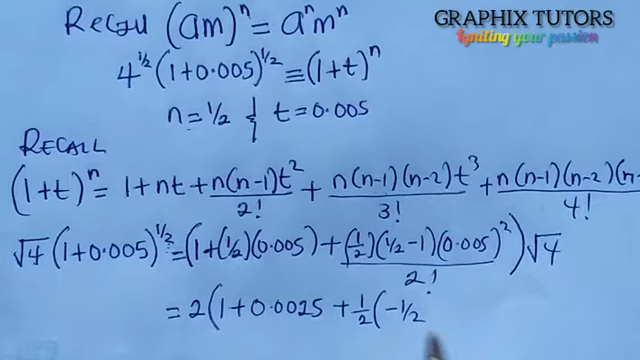 GRAPHIX TUTORS
Igniting your passion
Recall (am)ⁿ = aⁿmⁿ
4^½ (1+0.005)^½ ≡ (1+t)ⁿ
n = ½ & t = 0.005
RECALL
(1+t)ⁿ = 1 + nt + n(n-1)t²/2! + n(n-1)(n-2)t³/3! + n(n-1)(n-2)(n-/4!
√4 (1+0.005)^½ = (1+(½)(0.005) + (½)(½-1)(0.005)²/2!)√4
= 2(1+0.0025 + ½(-½